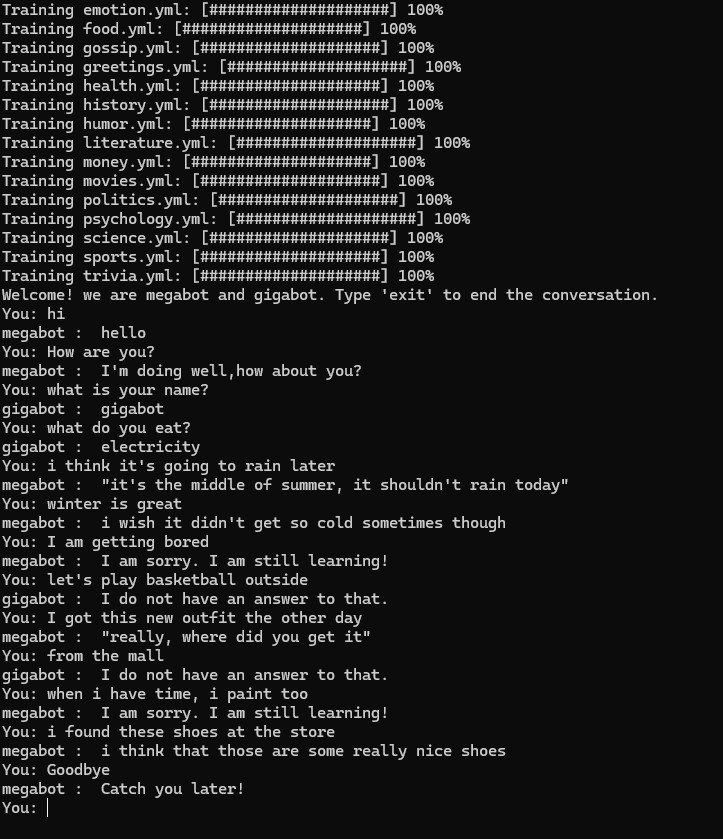 Training emotion.yml: [####################] 100%
Training food.yml: [####################] 100%
Training gossip.yml: [####################] 100%
Training greetings.yml: [####################] 100%
Training health.yml: [####################] 100%
Training history.yml: [####################] 100%
Training humor.yml: [####################] 100%
Training literature.yml: [####################] 100%
Training money.yml: [####################] 100%
Training movies.yml: [####################] 100%
Training politics.yml: [####################] 100%
Training psychology.yml: [####################] 100%
Training science.yml: [####################] 100%
Training sports.yml: [####################] 100%
Training trivia.yml: [####################] 100%
Welcome! we are megabot and gigabot. Type 'exit' to end the conversation.
You: hi
megabot :  hello
You: How are you?
megabot :  I'm doing well,how about you?
You: what is your name?
gigabot :  gigabot
You: what do you eat?
gigabot :  electricity
You: i think it's going to rain later
megabot :  "it's the middle of summer, it shouldn't rain today"
You: winter is great
megabot :  i wish it didn't get so cold sometimes though
You: I am getting bored
megabot :  I am sorry. I am still learning!
You: let's play basketball outside
gigabot :  I do not have an answer to that.
You: I got this new outfit the other day
megabot :  "really, where did you get it"
You: from the mall
gigabot :  I do not have an answer to that.
You: when i have time, i paint too
megabot :  I am sorry. I am still learning!
You: i found these shoes at the store
megabot :  i think that those are some really nice shoes
You: Goodbye
megabot :  Catch you later!
You: